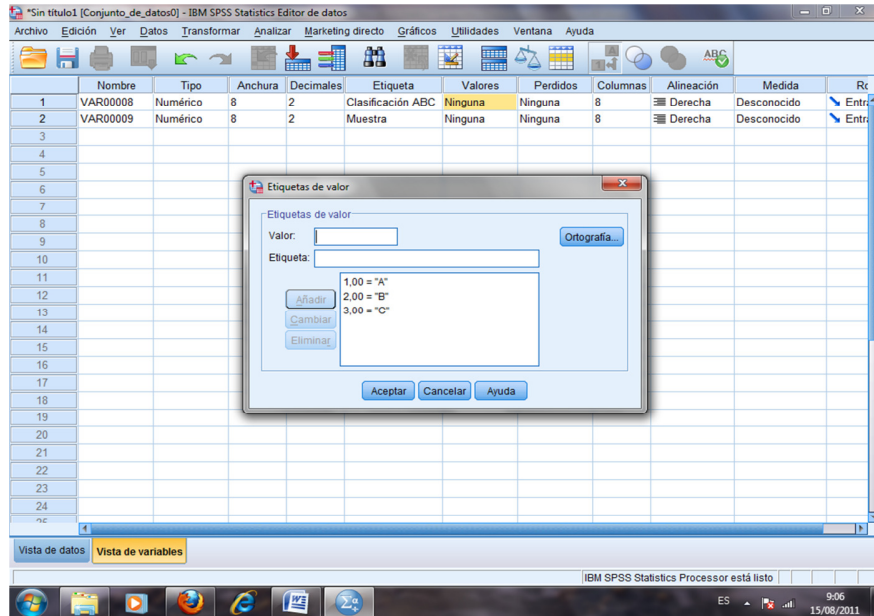 *Sin título1 [Conjunto_de_datos0] - IBM SPSS Statistics Editor de datos
Archivo Edición Ver Datos Transformar Analizar Marketing directo Gráficos Utilidades Ventana Ayuda
Nombre Tipo Anchura Decimales Etiqueta Valores Perdidos Columnas Alineación Medida Ro
1 VAR00008 Numérico 8 2 Clasificación ABC Ninguna Ninguna 8 Derecha Desconocido Entra
2 VAR00009 Numérico 8 2 Muestra Ninguna Ninguna 8 Derecha Desconocido Entra
3
4
5
6
7
8
9
10
11
12
13
14
15
16
17
18
19
20
21
22
23
24
25
Etiquetas de valor
Etiquetas de valor
Valor:
Ortografía...
Etiqueta:
1,00 = "A"
Añadir
2,00 = "B"
3,00 = "C"
Cambiar
Eliminar
Aceptar Cancelar Ayuda
Vista de datos Vista de variables
IBM SPSS Statistics Processor está listo
ES
9:06
15/08/2011